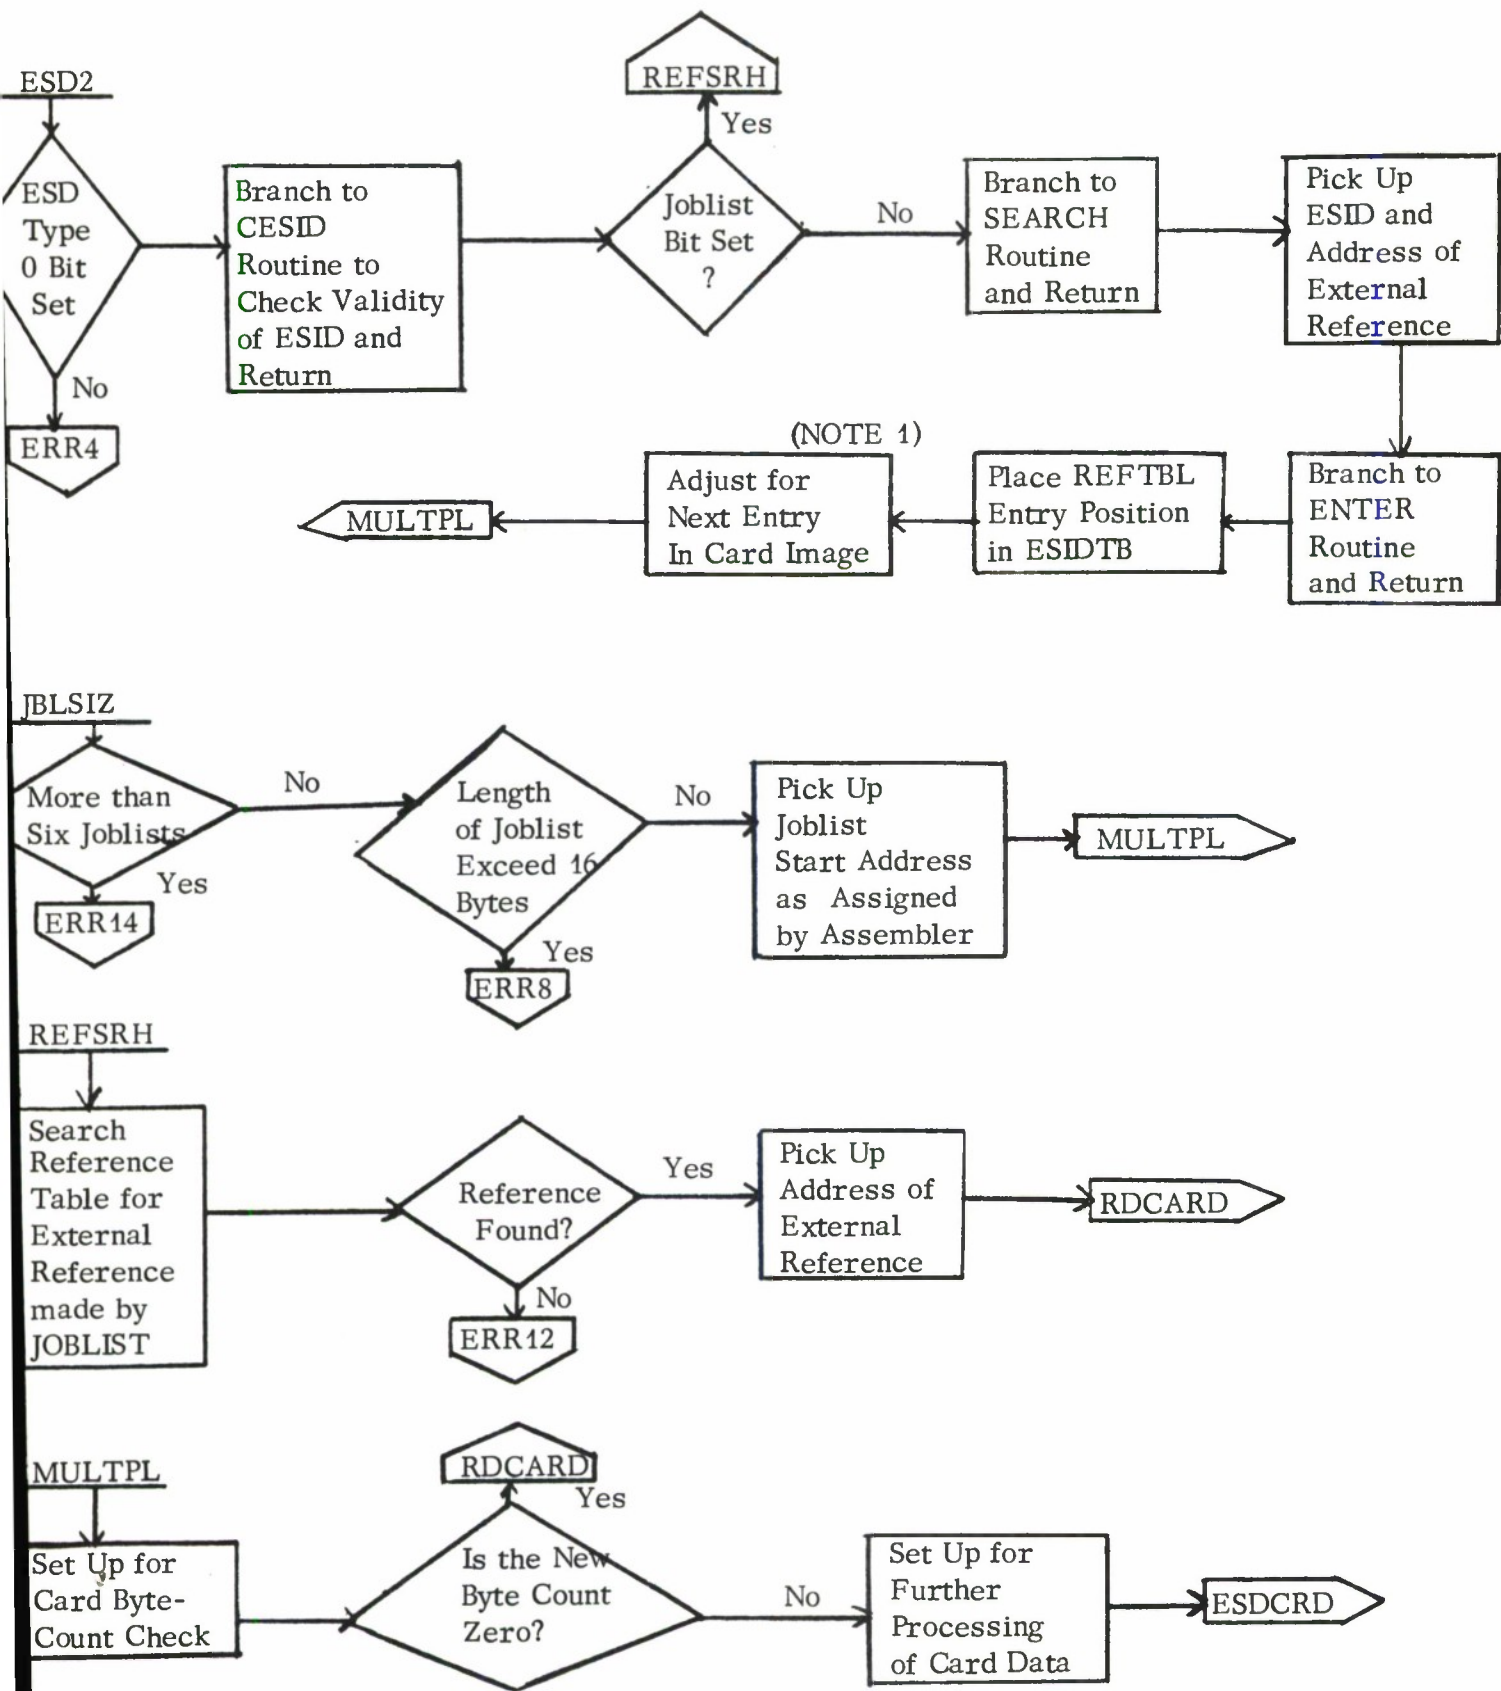 ESD2
ESD
Type
0 Bit
Set
No
ERR4
Branch to
CESID
Routine to
Check Validity
of ESID and
Return
REFSRH
Yes
Joblist
Bit Set
?
No
Branch to
SEARCH
Routine
and Return
Pick Up
ESID and
Address of
External
Reference
Branch to
ENTER
Routine
and Return
Place REFTBL
Entry Position
in ESIDTB
(NOTE 1)
Adjust for
Next Entry
In Card Image
MULTPL
JBLSIZ
More than
Six Joblists
Yes
ERR14
No
Length
of Joblist
Exceed 16
Bytes
Yes
ERR8
No
Pick Up
Joblist
Start Address
as Assigned
by Assembler
MULTPL
REFSRH
Search
Reference
Table for
External
Reference
made by
JOBLIST
Reference
Found?
No
ERR12
Yes
Pick Up
Address of
External
Reference
RDCARD
MULTPL
Set Up for
Card Byte-
Count Check
RDCARD
Yes
Is the New
Byte Count
Zero?
No
Set Up for
Further
Processing
of Card Data
ESDCRD